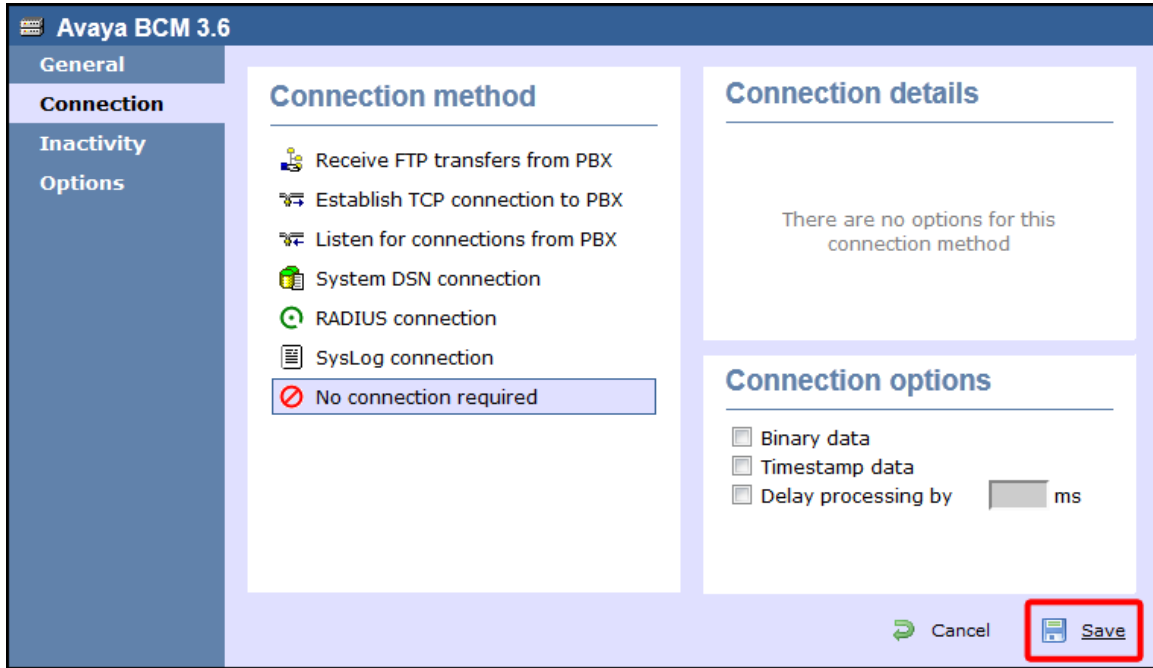 Avaya BCM 3.6
General
Connection
Inactivity
Options
Connection method
Receive FTP transfers from PBX
Establish TCP connection to PBX
Listen for connections from PBX
System DSN connection
RADIUS connection
SysLog connection
No connection required
Connection details
There are no options for this
connection method
Connection options
Binary data
Timestamp data
Delay processing by ms
Cancel
Save